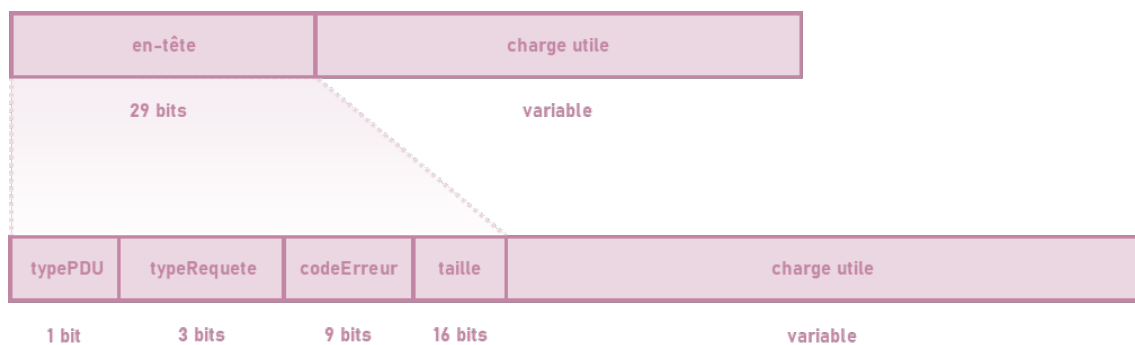 en-tête charge utile
29 bits variable
typePDU typeRequete codeErreur taille charge utile
1 bit 3 bits 9 bits 16 bits variable